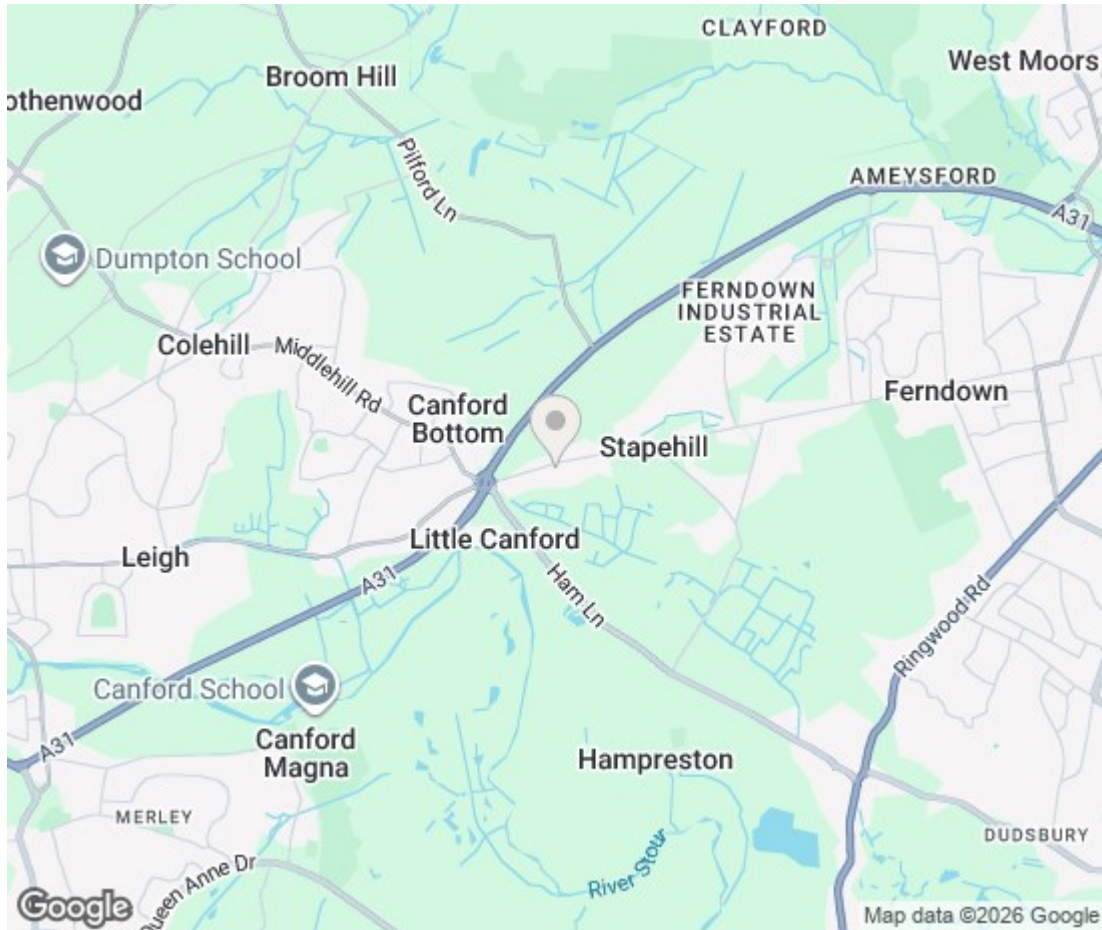 CLAYFORD
West Moors
Broom Hill
othenwood
Pilford Ln
AMEYSFORD
A31
Dumpton School
FERNDOWN
INDUSTRIAL
ESTATE
Colehill
Middlehill Rd
Canford
Bottom
Ferndown
Stapehill
Little Canford
Leigh
A31
Ham Ln
Ringwood Rd
Canford School
A31
Canford
Magna
Hampreston
MERLEY
DUDSBURY
Queen Anne Dr
River Stour
Google
Map data ©2026 Google